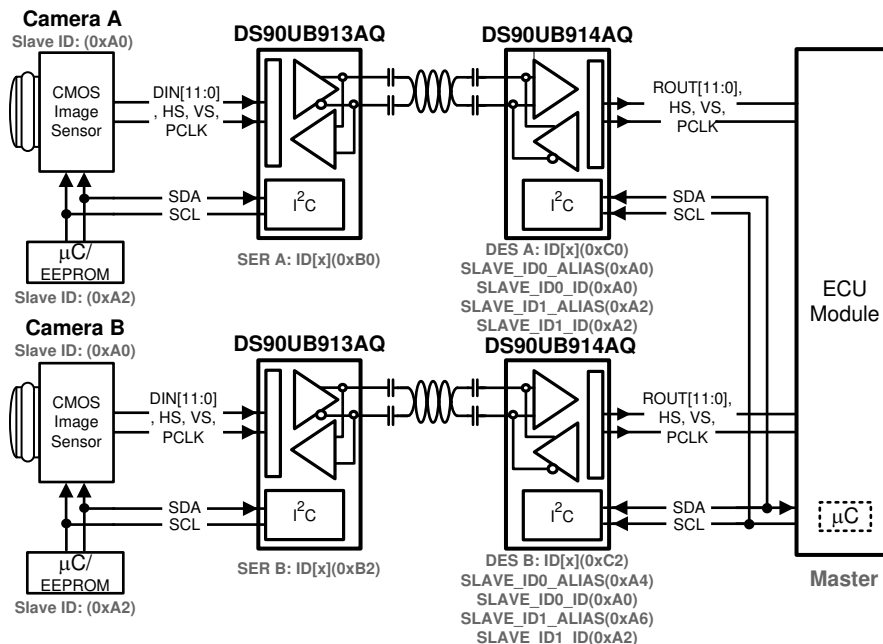 Camera A
Slave ID: (0xA0)
DS90UB913AQ
DS90UB914AQ
CMOS
Image
Sensor
DIN[11:0]
, HS, VS,
PCLK
ROUT[11:0],
HS, VS,
PCLK
SDA
SCL
I²C
I²C
SDA
SCL
µC/
EEPROM
Slave ID: (0xA2)
SER A: ID[x](0xB0)
DES A: ID[x](0xC0)
SLAVE_ID0_ALIAS(0xA0)
SLAVE_ID0_ID(0xA0)
SLAVE_ID1_ALIAS(0xA2)
SLAVE_ID1_ID(0xA2)
ECU
Module
Camera B
Slave ID: (0xA0)
DS90UB913AQ
DS90UB914AQ
CMOS
Image
Sensor
DIN[11:0]
, HS, VS,
PCLK
ROUT[11:0],
HS, VS,
PCLK
SDA
SCL
I²C
I²C
SDA
SCL
µC
µC/
EEPROM
Slave ID: (0xA2)
SER B: ID[x](0xB2)
DES B: ID[x](0xC2)
SLAVE_ID0_ALIAS(0xA4)
SLAVE_ID0_ID(0xA0)
SLAVE_ID1_ALIAS(0xA6)
SLAVE_ID1_ID(0xA2)
Master